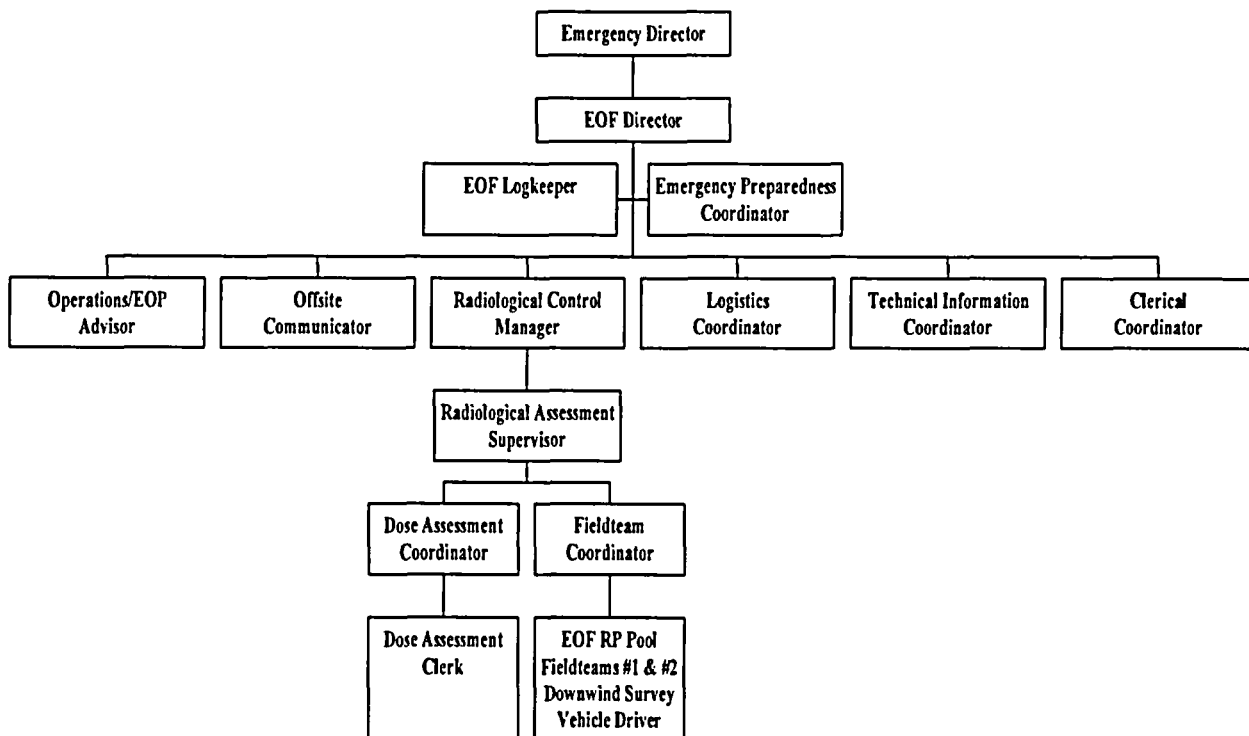 Emergency Director
EOF Director
EOF Logkeeper
Emergency Preparedness
Coordinator
Operations/EOP
Advisor
Offsite
Communicator
Radiological Control
Manager
Logistics
Coordinator
Technical Information
Coordinator
Clerical
Coordinator
Radiological Assessment
Supervisor
Dose Assessment
Coordinator
Fieldteam
Coordinator
Dose Assessment
Clerk
EOF RP Pool
Fieldteams #1 & #2
Downwind Survey
Vehicle Driver